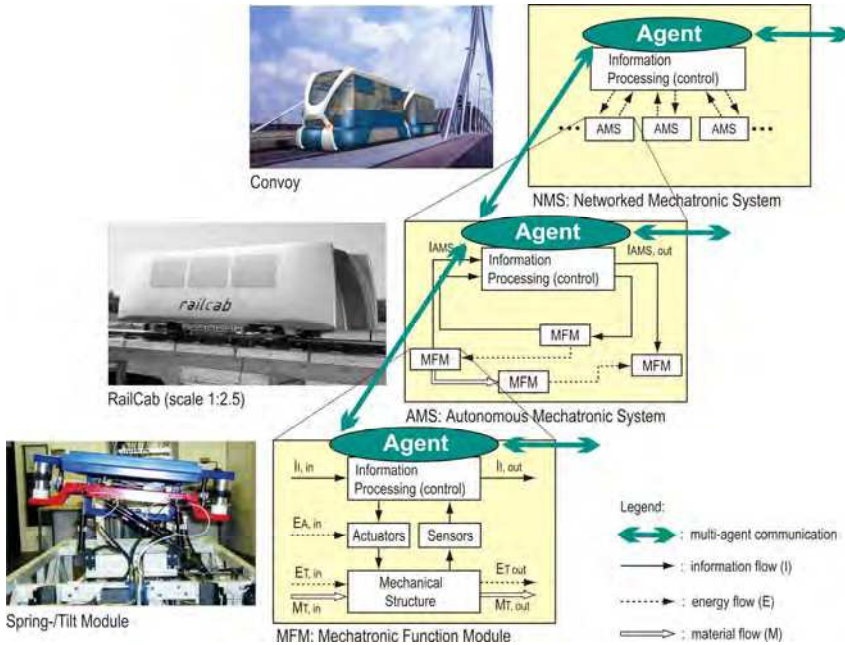 Agent
Information
Processing (control)
AMS
AMS
AMS
Convoy
NMS: Networked Mechatronic System
Agent
IAMS
IAMS, out
Information
Processing (control)
railcab
MFM
MFM
MFM
MFM
RailCab (scale 1:2.5)
AMS: Autonomous Mechatronic System
Agent
II, in
II, out
Information
Processing (control)
EA, in
Actuators
Sensors
ET, in
ET out
Mechanical
Structure
MT, in
MT, out
Spring-/Tilt Module
MFM: Mechatronic Function Module
Legend:
: multi-agent communication
: information flow (I)
: energy flow (E)
: material flow (M)